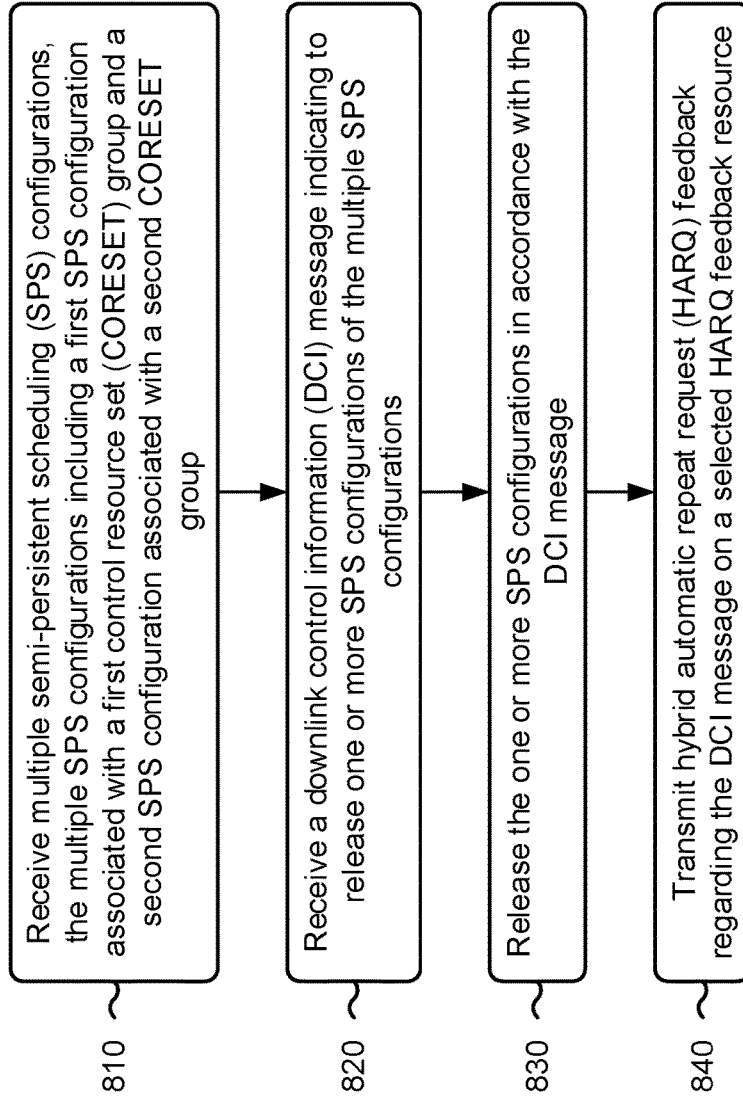 810
Receive multiple semi-persistent scheduling (SPS) configurations,
the multiple SPS configurations including a first SPS configuration
associated with a first control resource set (CORESET) group and a
second SPS configuration associated with a second CORESET
group
820
Receive a downlink control information (DCI) message indicating to
release one or more SPS configurations of the multiple SPS
configurations
830
Release the one or more SPS configurations in accordance with the
DCI message
840
Transmit hybrid automatic repeat request (HARQ) feedback
regarding the DCI message on a selected HARQ feedback resource